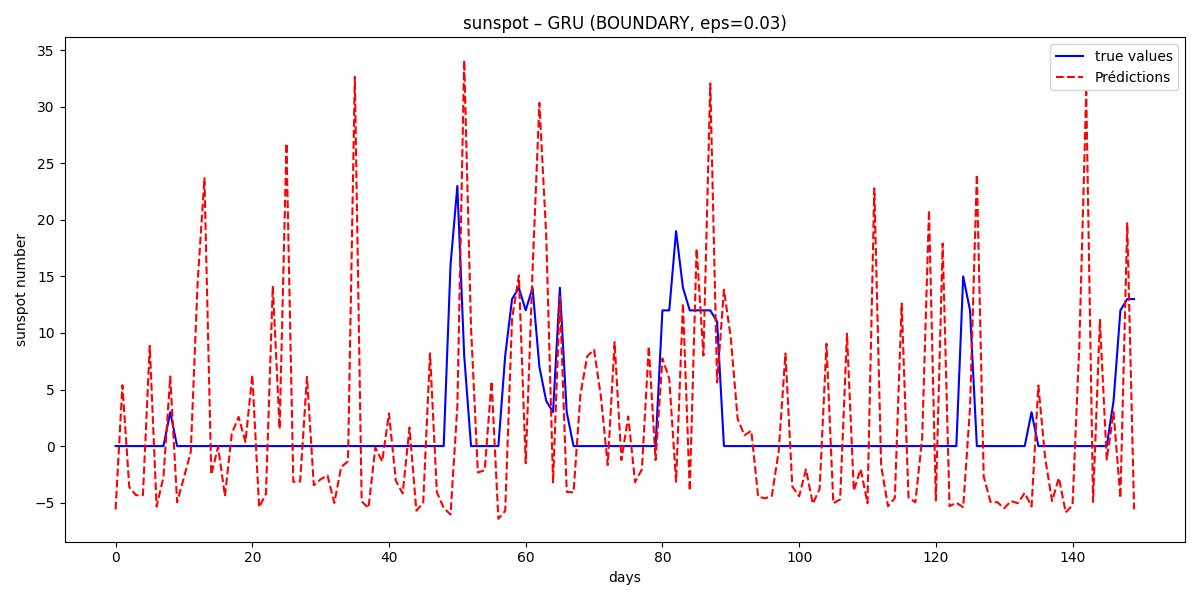 sunspot – GRU (BOUNDARY, eps=0.03)
true values
Prédictions
sunspot number
35
30
25
20
15
10
5
0
−5
0 20 40 60 80 100 120 140
days